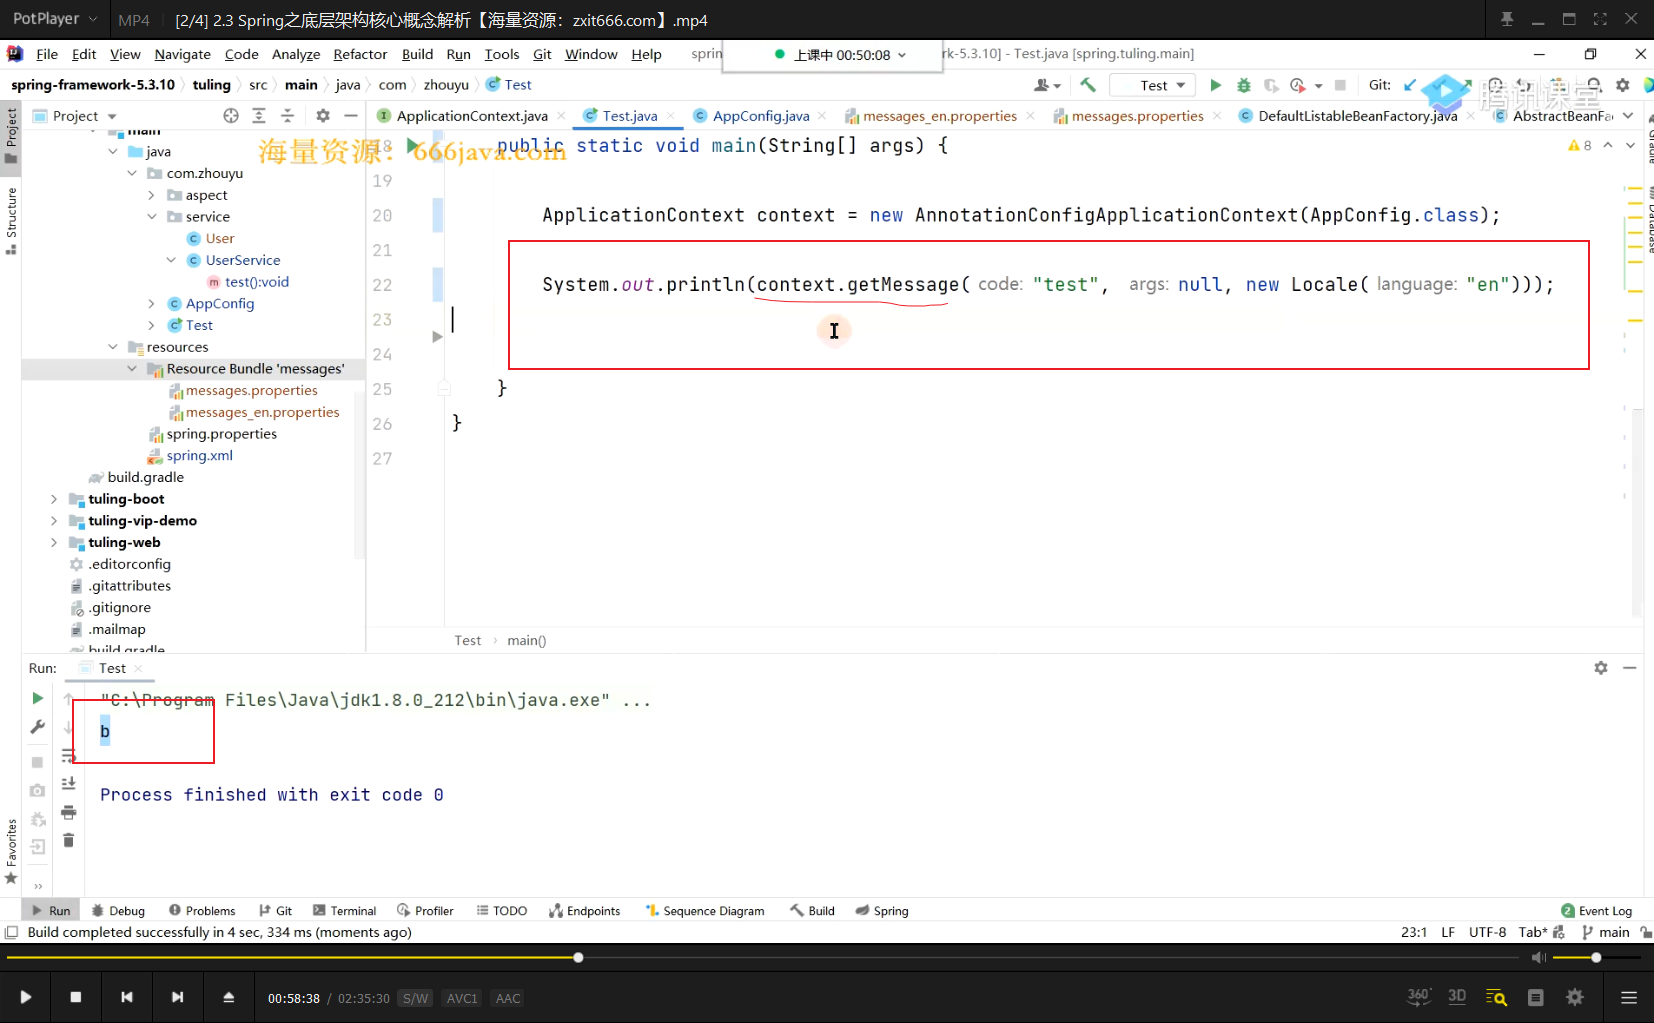 PotPlayer MP4 [2/4] 2.3 Spring之底层架构核心概念解析【海量资源：zxit666.com】.mp4
File Edit View Navigate Code Analyze Refactor Build Run Tools Git Window Help sprin 上课中 00:50:08 rk-5.3.10] - Test.java [spring.tuling.main]
spring-framework-5.3.10 tuling src main java com zhouyu Test Test Git: 腾讯课堂
Project ApplicationContext.java Test.java AppConfig.java messages_en.properties messages.properties DefaultListableBeanFactory.java AbstractBeanFa
Project
Structure
Favorites
main
java
com.zhouyu
aspect
service
User
UserService
test():void
AppConfig
Test
resources
Resource Bundle 'messages'
messages.properties
messages_en.properties
spring.properties
spring.xml
build.gradle
tuling-boot
tuling-vip-demo
tuling-web
.editorconfig
.gitattributes
.gitignore
.mailmap
build.gradle
海量资源：666java.com
18 public static void main(String[] args) { 8
19
20 ApplicationContext context = new AnnotationConfigApplicationContext(AppConfig.class);
21
22 System.out.println(context.getMessage( code: "test", args: null, new Locale( language: "en")));
23
24
25 }
26 }
27
Test main()
Run: Test
"C:\Program Files\Java\jdk1.8.0_212\bin\java.exe" ...
b
Process finished with exit code 0
Run Debug Problems Git Terminal Profiler TODO Endpoints Sequence Diagram Build Spring 2 Event Log
Build completed successfully in 4 sec, 334 ms (moments ago) 23:1 LF UTF-8 Tab* main
00:58:38 / 02:35:30 S/W AVC1 AAC 360° 3D